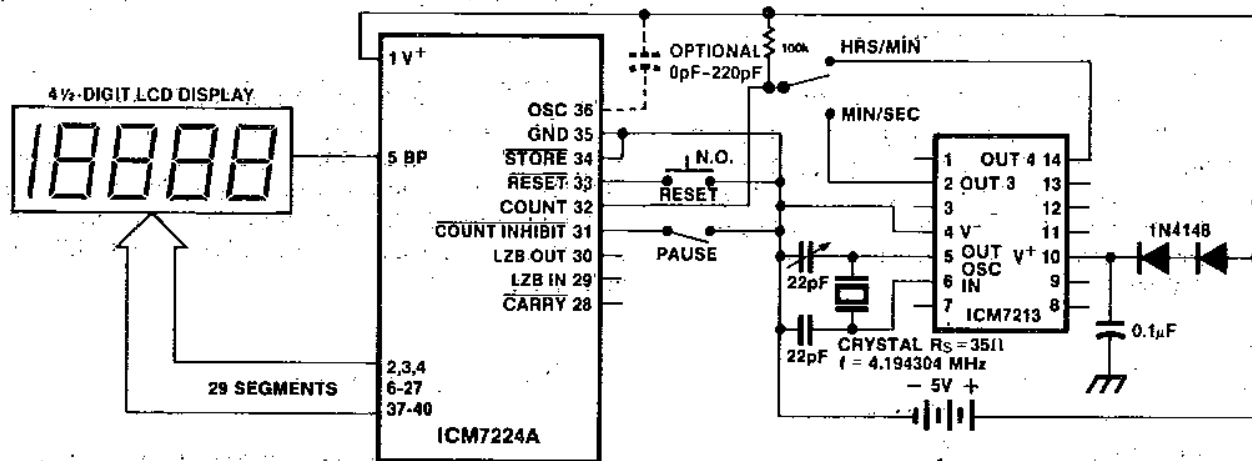 4½-DIGIT LCD DISPLAY
1 V+
5 BP
2,3,4
6-27
37-40
29 SEGMENTS
OSC 36
GND 35
STORE 34
RESET 33
COUNT 32
COUNT INHIBIT 31
LZB OUT 30
LZB IN 29
CARRY 28
ICM7224A
OPTIONAL
0pF-220pF
100k
HRS/MIN
MIN/SEC
N.O.
RESET
PAUSE
22pF
22pF
CRYSTAL RS = 35Ω
f = 4.194304 MHz
- 5V +
1
2 OUT 3
3
4 V-
5 OUT
OSC
6 IN
7
OUT 4 14
13
12
11
V+ 10
9
8
ICM7213
1N4148
0.1µF